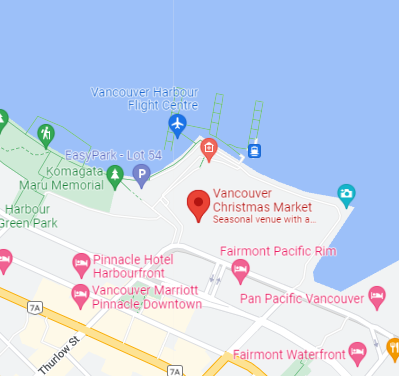 Vancouver Harbour
Flight Centre
EasyPark - Lot 54
Komagata
Maru Memorial
Vancouver
Christmas Market
Seasonal venue with a...
Harbour
Green Park
Fairmont Pacific Rim
Pinnacle Hotel
Harbourfront
Vancouver Marriott
Pinnacle Downtown
Pan Pacific Vancouver
7A
Thurlow St
Fairmont Waterfront
7A